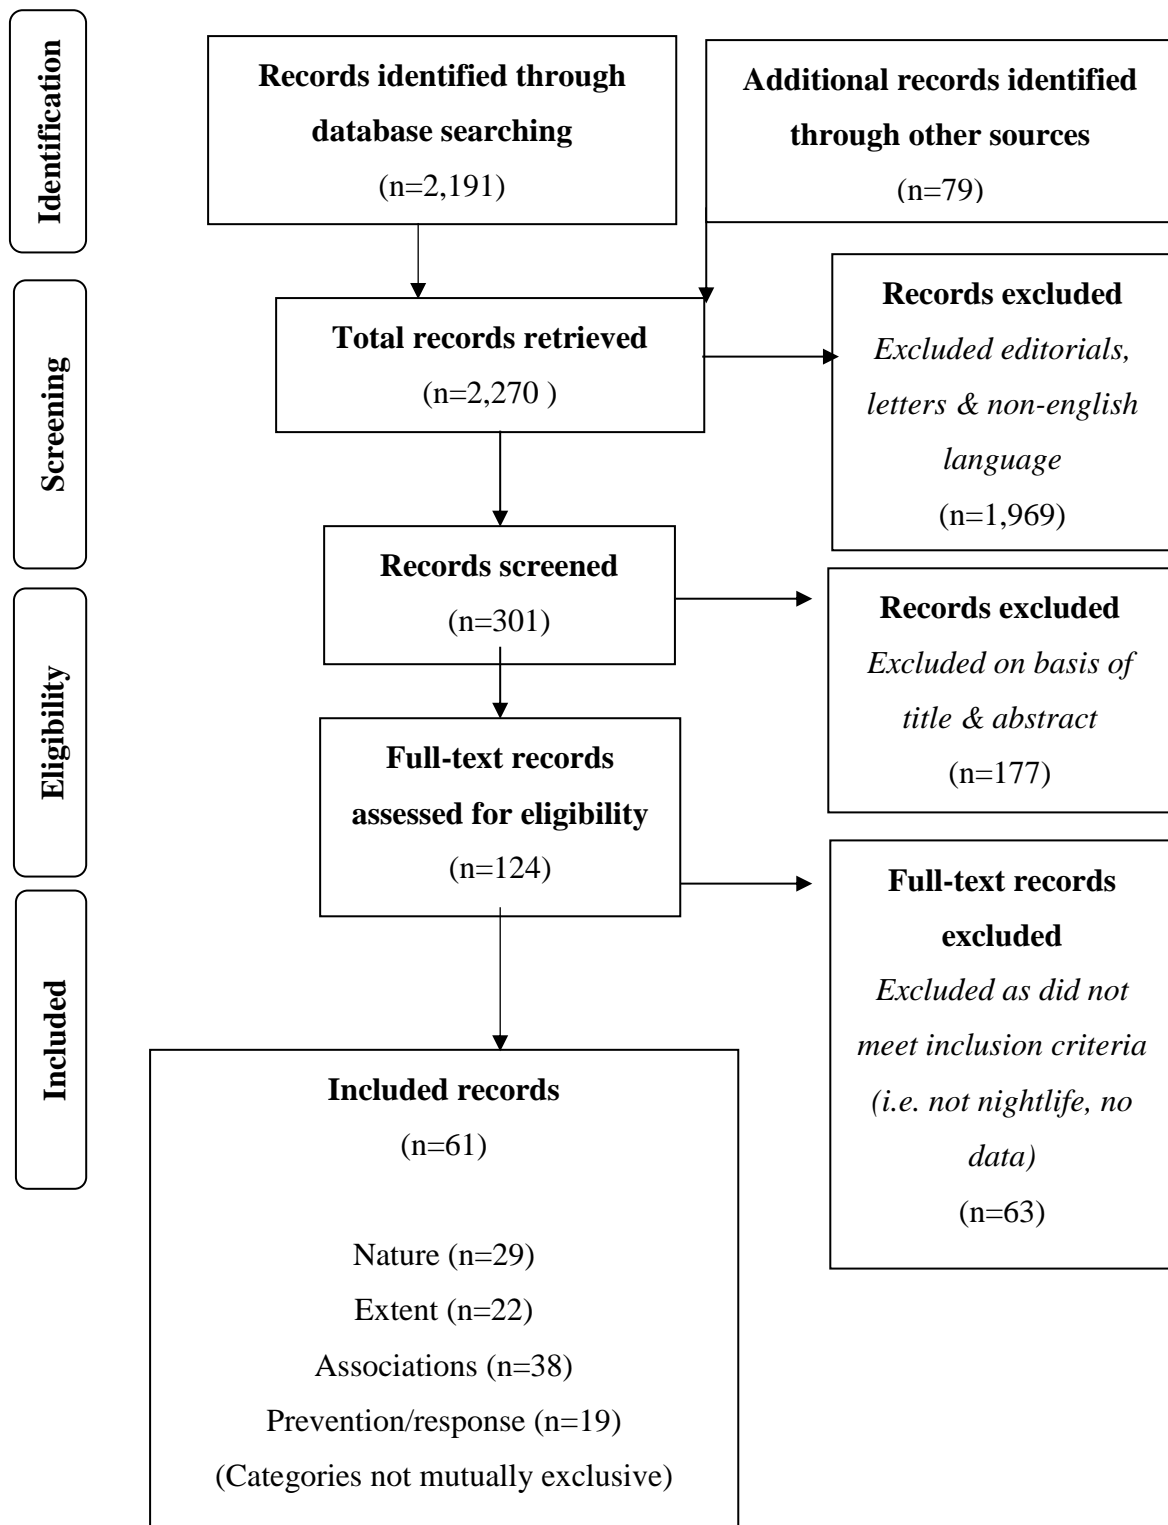 Identification
Records identified through
database searching
(n=2,191)
Additional records identified
through other sources
(n=79)
Screening
Total records retrieved
(n=2,270 )
Records excluded
Excluded editorials,
letters & non-english
language
(n=1,969)
Records screened
(n=301)
Records excluded
Excluded on basis of
title & abstract
(n=177)
Eligibility
Full-text records
assessed for eligibility
(n=124)
Full-text records
excluded
Excluded as did not
meet inclusion criteria
(i.e. not nightlife, no
data)
(n=63)
Included
Included records
(n=61)
Nature (n=29)
Extent (n=22)
Associations (n=38)
Prevention/response (n=19)
(Categories not mutually exclusive)